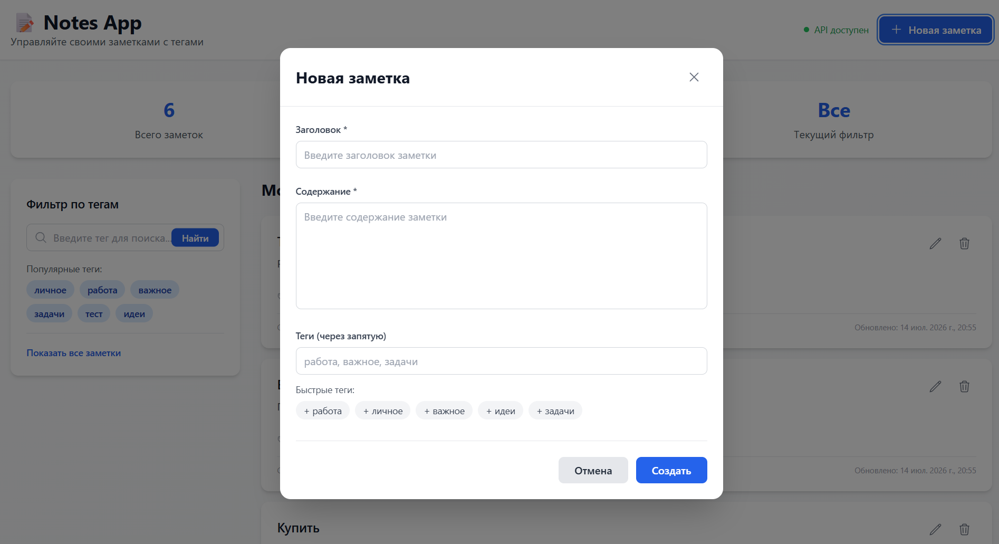 Notes App
Управляйте своими заметками с тегами
API доступен
+ Новая заметка
6
Всего заметок
Все
Текущий фильтр
Фильтр по тегам
Введите тег для поиска...
Найти
Популярные теги:
личное работа важное
задачи тест идеи
Показать все заметки
Новая заметка
Заголовок *
Введите заголовок заметки
Содержание *
Введите содержание заметки
Теги (через запятую)
работа, важное, задачи
Быстрые теги:
+ работа + личное + важное + идеи + задачи
Отмена Создать
Обновлено: 14 июл. 2026 г., 20:55
Обновлено: 14 июл. 2026 г., 20:55
Купить